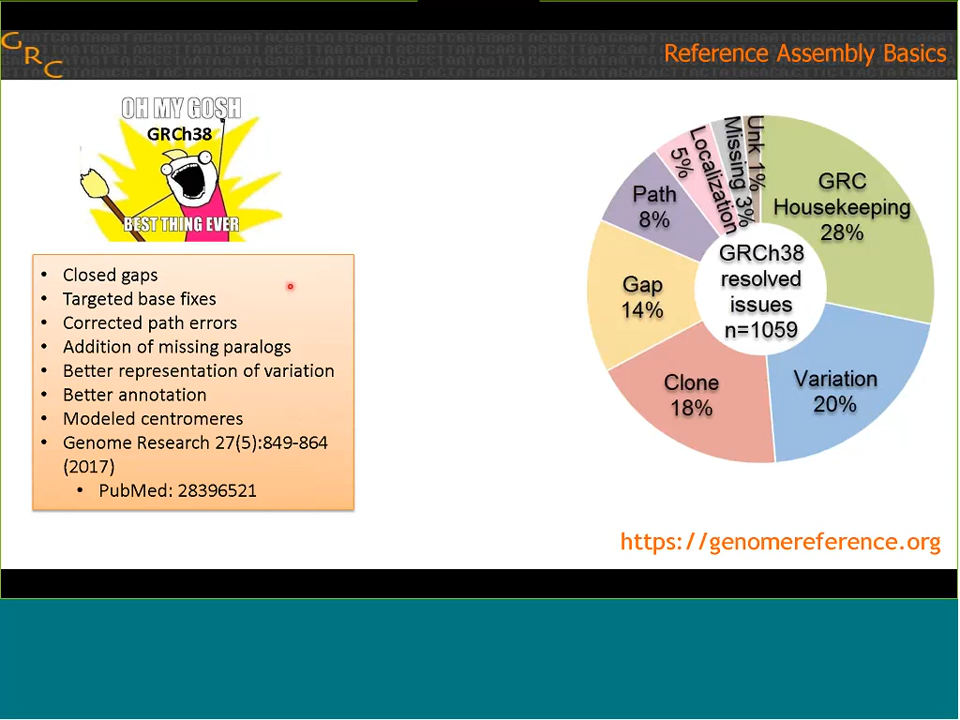 GRC
Reference Assembly Basics
OH MY GOSH
GRCh38
BEST THING EVER
• Closed gaps
• Targeted base fixes
• Corrected path errors
• Addition of missing paralogs
• Better representation of variation
• Better annotation
• Modeled centromeres
• Genome Research 27(5):849-864
(2017)
• PubMed: 28396521
GRC
Housekeeping
28%
Variation
20%
Clone
18%
Gap
14%
Path
8%
Localization
5%
Missing 3%
Unk 1%
GRCh38
resolved
issues
n=1059
https://genomereference.org